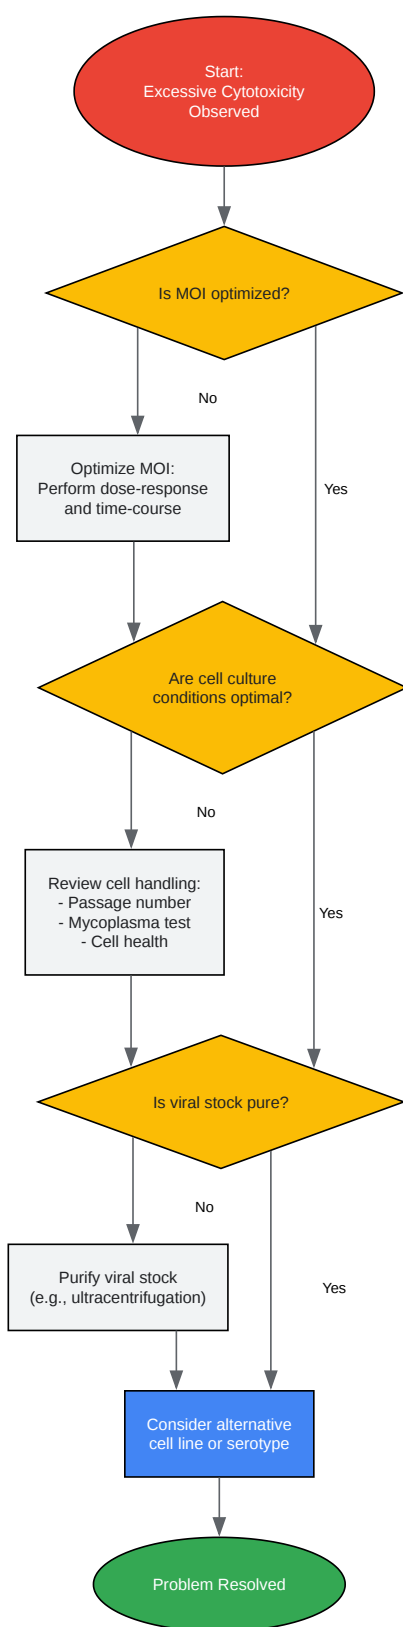 Start:
Excessive Cytotoxicity
Observed
Is MOI optimized?
No
Optimize MOI:
Perform dose-response
and time-course
Yes
Are cell culture
conditions optimal?
No
Review cell handling:
- Passage number
- Mycoplasma test
- Cell health
Yes
Is viral stock pure?
No
Purify viral stock
(e.g., ultracentrifugation)
Yes
Consider alternative
cell line or serotype
Problem Resolved